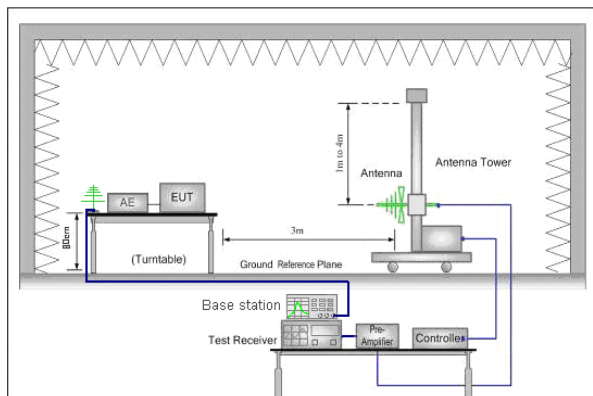 1m to 4m
Antenna
Antenna Tower
AE
EUT
80cm
3m
(Turntable)
Ground Reference Plane
Base station
Test Receiver
Pre-
Amplifier
Controller